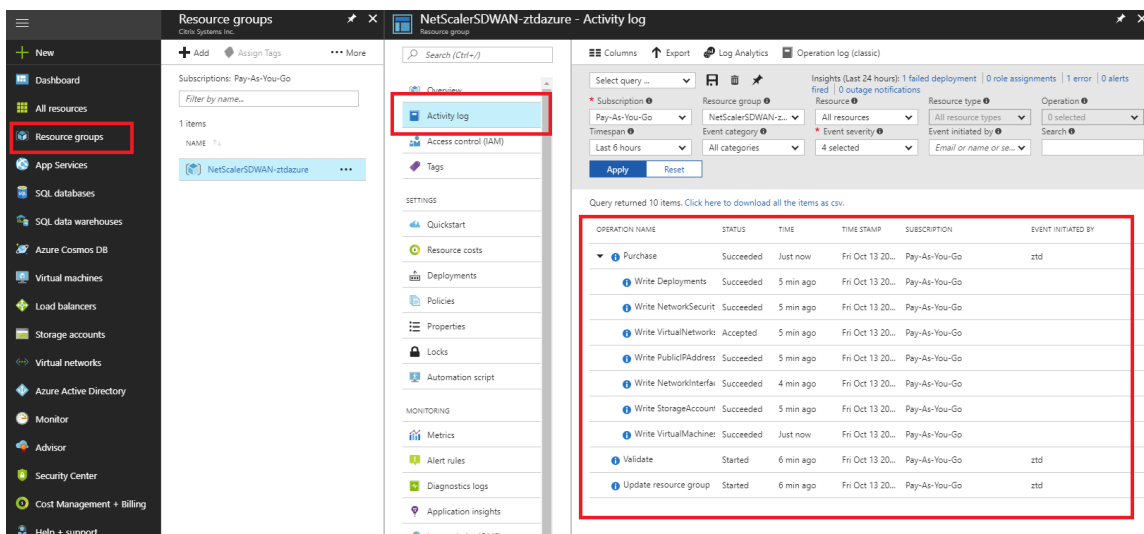 Resource groups
Citrix Systems Inc.
NetScalerSDWAN-ztdazure - Activity log
Resource group
New
Dashboard
All resources
Resource groups
App Services
SQL databases
SQL data warehouses
Azure Cosmos DB
Virtual machines
Load balancers
Storage accounts
Virtual networks
Azure Active Directory
Monitor
Advisor
Security Center
Cost Management + Billing
Help + support
Add Assign Tags ••• More
Subscriptions: Pay-As-You-Go
Filter by name...
1 items
NAME
NetScalerSDWAN-ztdazure •••
Search (Ctrl+/)
Overview
Activity log
Access control (IAM)
Tags
SETTINGS
Quickstart
Resource costs
Deployments
Policies
Properties
Locks
Automation script
MONITORING
Metrics
Alert rules
Diagnostics logs
Application insights
Columns Export Log Analytics Operation log (classic)
Select query ...
Insights (Last 24 hours): 1 failed deployment | 0 role assignments | 1 error | 0 alerts
fired | 0 outage notifications
* Subscription Resource group Resource Resource type Operation
Pay-As-You-Go NetScalerSDWAN-z... All resources All resource types 0 selected
Timespan Event category * Event severity Event initiated by Search
Last 6 hours All categories 4 selected Email or name or se...
Apply Reset
Query returned 10 items. Click here to download all the items as csv.
OPERATION NAME STATUS TIME TIME STAMP SUBSCRIPTION EVENT INITIATED BY
Purchase Succeeded Just now Fri Oct 13 20... Pay-As-You-Go ztd
Write Deployments Succeeded 5 min ago Fri Oct 13 20... Pay-As-You-Go
Write NetworkSecurit Succeeded 5 min ago Fri Oct 13 20... Pay-As-You-Go
Write VirtualNetworks Accepted 5 min ago Fri Oct 13 20... Pay-As-You-Go
Write PublicIPAddress Succeeded 5 min ago Fri Oct 13 20... Pay-As-You-Go
Write NetworkInterfac Succeeded 4 min ago Fri Oct 13 20... Pay-As-You-Go
Write StorageAccount Succeeded 5 min ago Fri Oct 13 20... Pay-As-You-Go
Write VirtualMachines Succeeded Just now Fri Oct 13 20... Pay-As-You-Go
Validate Started 6 min ago Fri Oct 13 20... Pay-As-You-Go ztd
Update resource group Started 6 min ago Fri Oct 13 20... Pay-As-You-Go ztd